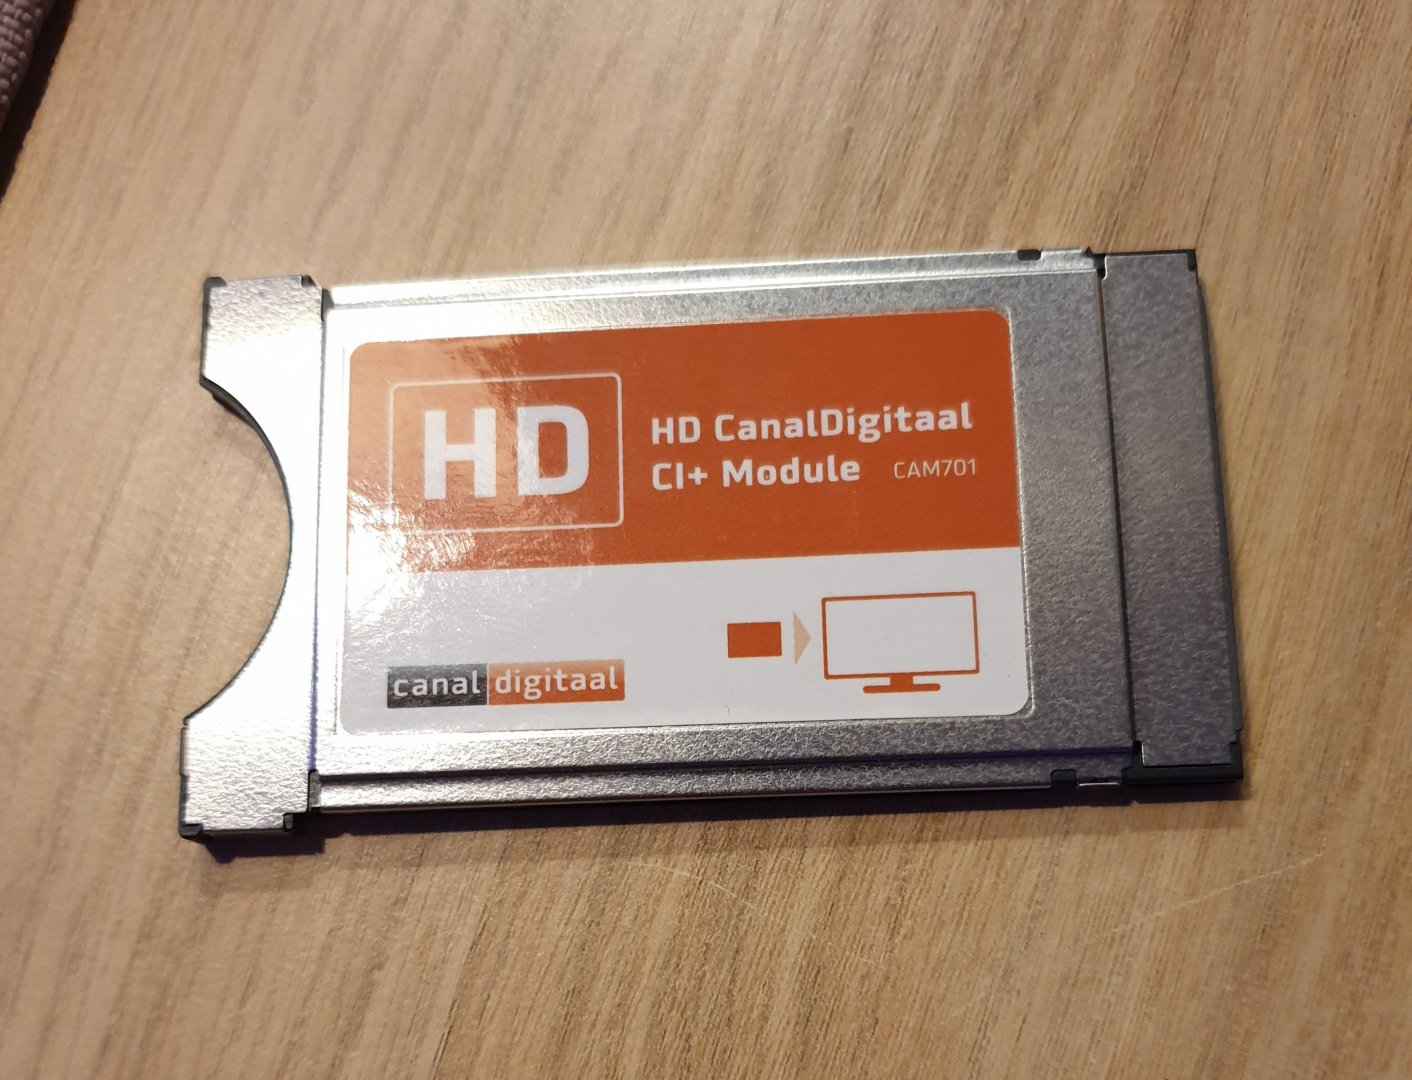 HD
HD CanalDigitaal
CI+ Module CAM701
canal digitaal